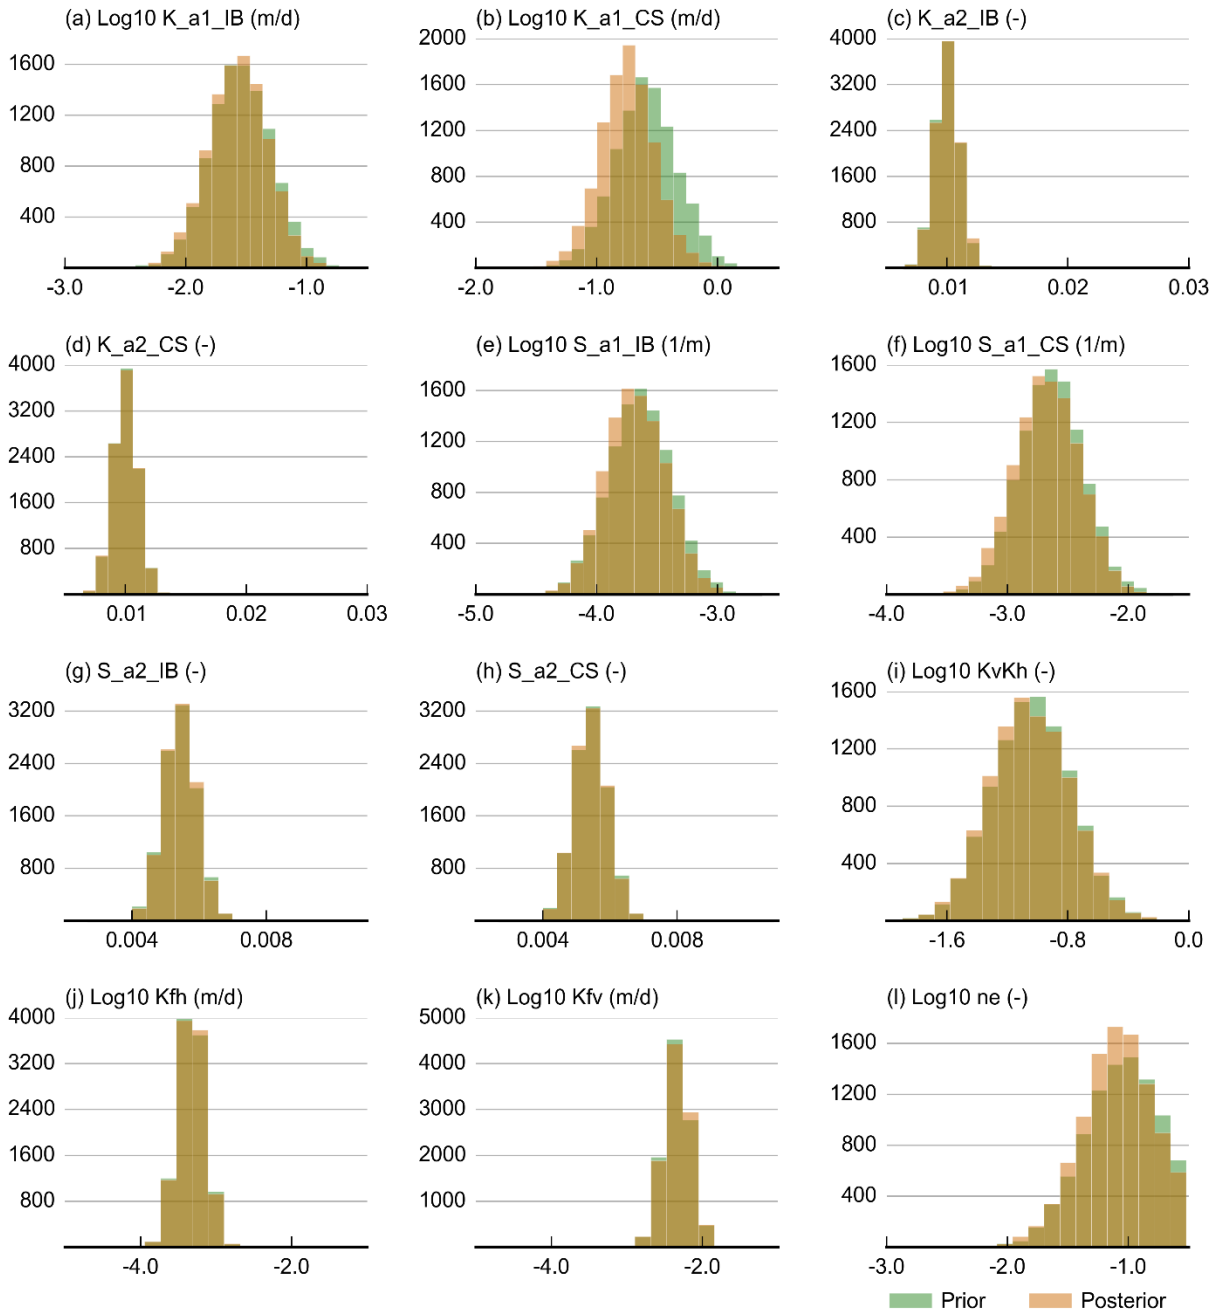 (a) Log10 K_a1_IB (m/d)
1600
1200
800
400
-3.0 -2.0 -1.0
(b) Log10 K_a1_CS (m/d)
2000
1600
1200
800
400
-2.0 -1.0 0.0
(c) K_a2_IB (-)
4000
3200
2400
1600
800
0.01 0.02 0.03
(d) K_a2_CS (-)
4000
3200
2400
1600
800
0.01 0.02 0.03
(e) Log10 S_a1_IB (1/m)
1600
1200
800
400
-5.0 -4.0 -3.0
(f) Log10 S_a1_CS (1/m)
1600
1200
800
400
-4.0 -3.0 -2.0
(g) S_a2_IB (-)
3200
2400
1600
800
0.004 0.008
(h) S_a2_CS (-)
3200
2400
1600
800
0.004 0.008
(i) Log10 KvKh (-)
1600
1200
800
400
-1.6 -0.8 0.0
(j) Log10 Kfh (m/d)
4000
3200
2400
1600
800
-4.0 -2.0
(k) Log10 Kfv (m/d)
5000
4000
3000
2000
1000
-4.0 -2.0
(l) Log10 ne (-)
1600
1200
800
400
-3.0 -2.0 -1.0
Prior Posterior